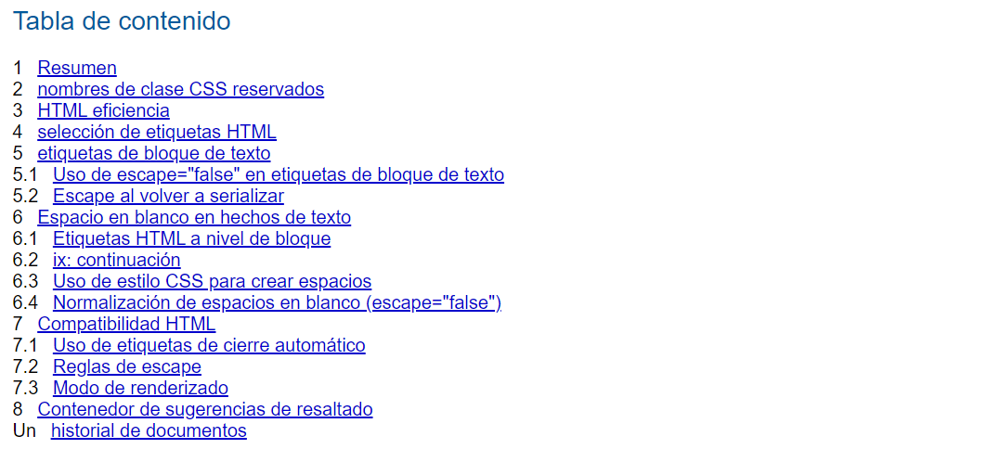 Tabla de contenido
1 Resumen
2 nombres de clase CSS reservados
3 HTML eficiencia
4 selección de etiquetas HTML
5 etiquetas de bloque de texto
5.1 Uso de escape="false" en etiquetas de bloque de texto
5.2 Escape al volver a serializar
6 Espacio en blanco en hechos de texto
6.1 Etiquetas HTML a nivel de bloque
6.2 ix: continuación
6.3 Uso de estilo CSS para crear espacios
6.4 Normalización de espacios en blanco (escape="false")
7 Compatibilidad HTML
7.1 Uso de etiquetas de cierre automático
7.2 Reglas de escape
7.3 Modo de renderizado
8 Contenedor de sugerencias de resaltado
Un historial de documentos